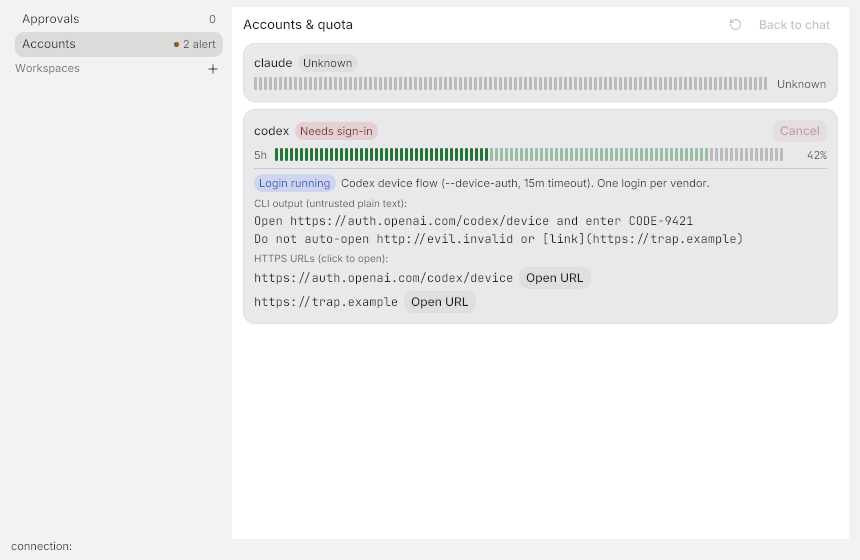 Approvals 0
Accounts 2 alert
Workspaces +
Accounts & quota
Back to chat
claude Unknown
Unknown
codex Needs sign-in Cancel
5h 42%
Login running Codex device flow (--device-auth, 15m timeout). One login per vendor.
CLI output (untrusted plain text):
Open https://auth.openai.com/codex/device and enter CODE-9421
Do not auto-open http://evil.invalid or [link](https://trap.example)
HTTPS URLs (click to open):
https://auth.openai.com/codex/device Open URL
https://trap.example Open URL
connection: